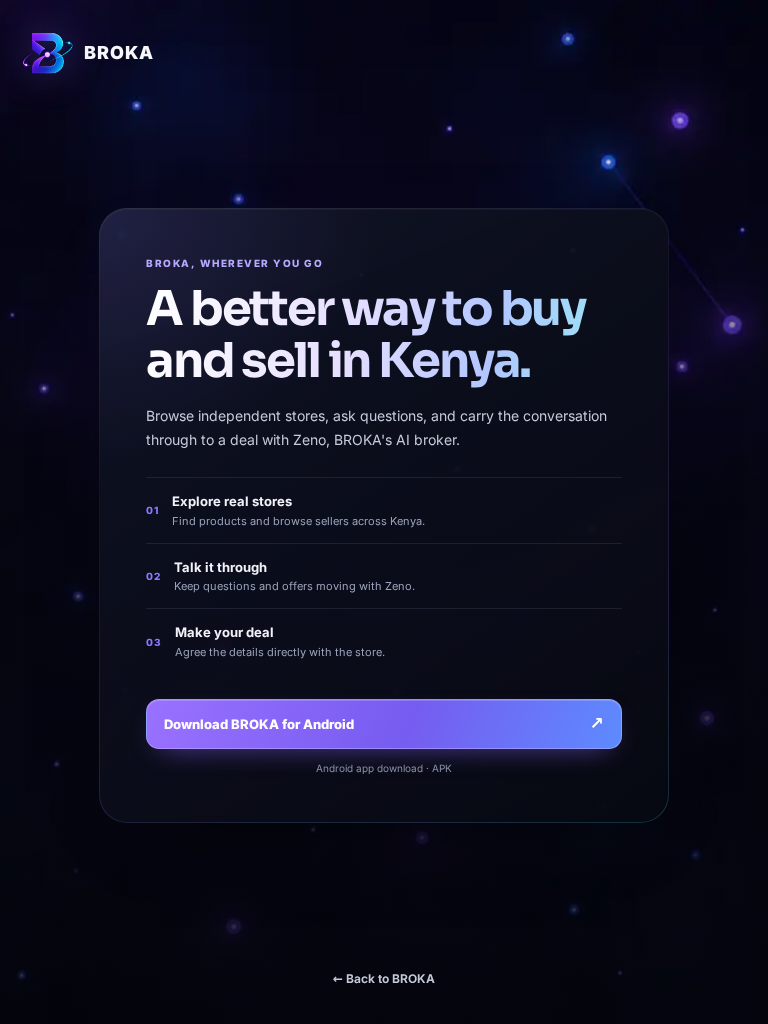 BROKA
BROKA, WHEREVER YOU GO
A better way to buy
and sell in Kenya.
Browse independent stores, ask questions, and carry the conversation
through to a deal with Zeno, BROKA's AI broker.
01 Explore real stores
Find products and browse sellers across Kenya.
02 Talk it through
Keep questions and offers moving with Zeno.
03 Make your deal
Agree the details directly with the store.
Download BROKA for Android ↗
Android app download · APK
← Back to BROKA